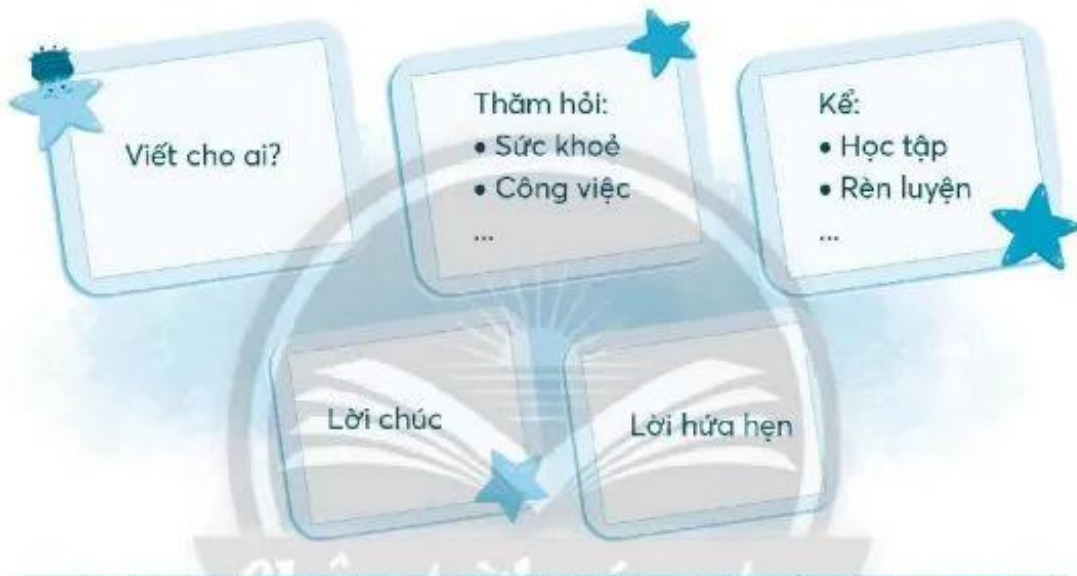 Viết cho ai?
Thăm hỏi:
• Sức khoẻ
• Công việc
...
Kể:
• Học tập
• Rèn luyện
...
Lời chúc
Lời hứa hẹn